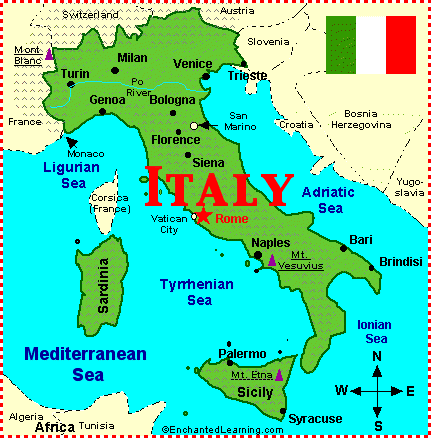 Switzerland
Austria
Slovenia
Mont
Blanc
Milan
Venice
Trieste
Turin
Po
River
Genoa
Bologna
San
Marino
Croatia
Bosnia
Herzegovina
France
Florence
Monaco
Siena
Ligurian
Sea
ITALY
Yugo-
slavia
Adriatic
Sea
Corsica
(France)
Vatican
City
Rome
Naples
Mt.
Vesuvius
Bari
Brindisi
Sardinia
Tyrrhenian
Sea
Ionian
Sea
Mediterranean
Sea
Palermo
Mt. Etna
Sicily
Syracuse
N
W
E
S
Algeria
Africa
Tunisia
©EnchantedLearning.com